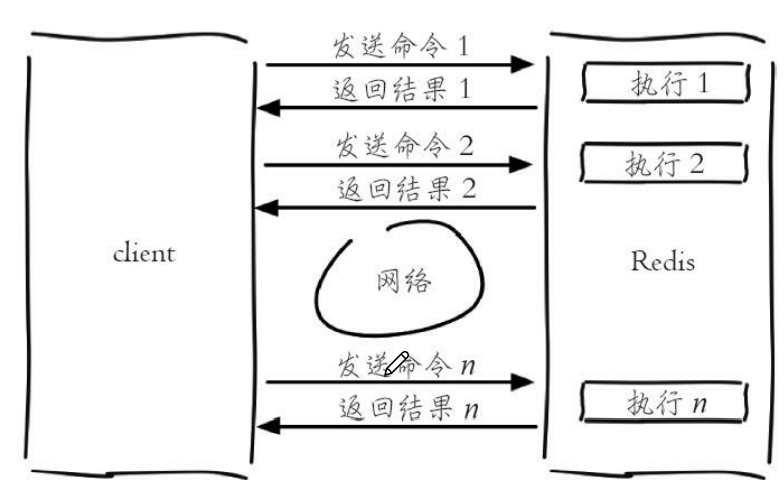 发送命令 1
执行 1
返回结果 1
发送命令 2
执行 2
返回结果 2
client
网络
Redis
发送命令 n
执行 n
返回结果 n